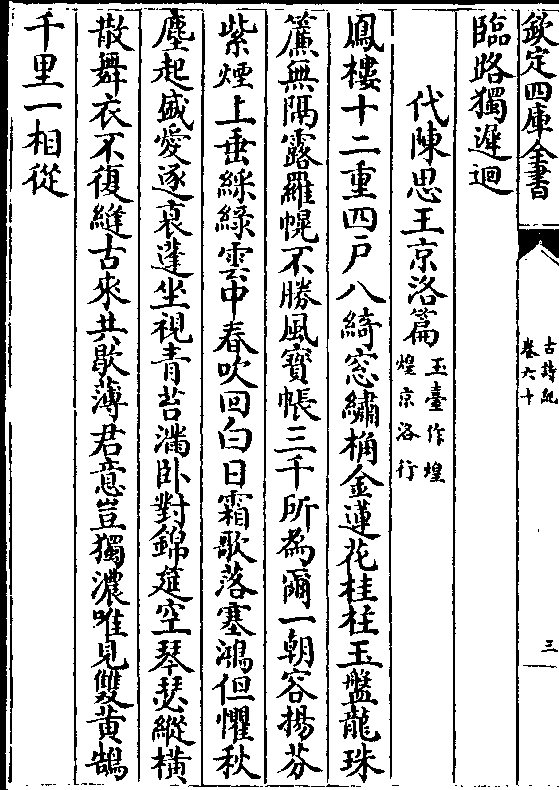 欽定四庫全書
古詩紀
卷六十
三
臨路獨遲迴
代陳思王京洛篇
玉臺作煌
煌京洛行
鳳樓十二重四戶八綺窓繡桷金蓮花桂柱玉盤龍珠
簾無隔露羅幌不勝風寳帳三千所為爾一朝容揚芬
紫煙上垂綵緑雲中春吹回白日霜歌落塞鴻但懼秋
塵起盛愛逐衰蓬坐視青苔滿卧對錦筵空琴瑟縱橫
散舞衣不復縫古來共歇薄君意豈獨濃唯見雙黄鵠
千里一相從